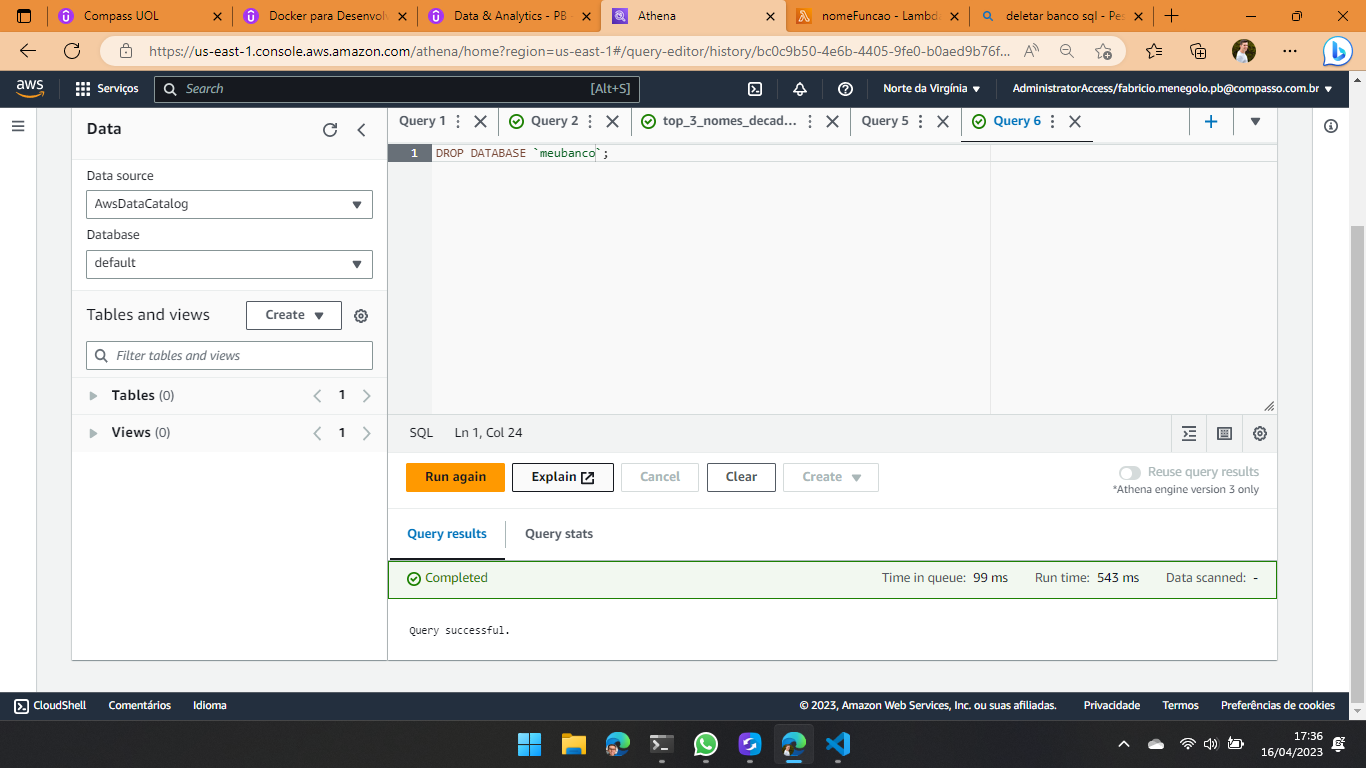 Compass UOL
Docker para Desenvolv
Data & Analytics - PB -
Athena
nomeFuncao - Lambda
deletar banco sql - Pes
https://us-east-1.console.aws.amazon.com/athena/home?region=us-east-1#/query-editor/history/bc0c9b50-4e6b-4405-9fe0-b0aed9b76f...
aws
Serviços
Search
[Alt+S]
Norte da Virgínia
AdministratorAccess/fabricio.menegolo.pb@compasso.com.br
Data
Query 1
Query 2
top_3_nomes_decad...
Query 5
Query 6
1 DROP DATABASE `meubanco`;
Data source
AwsDataCatalog
Database
default
Tables and views
Create
Filter tables and views
Tables (0)
1
Views (0)
1
SQL
Ln 1, Col 24
Run again
Explain
Cancel
Clear
Create
Reuse query results
*Athena engine version 3 only
Query results
Query stats
Completed
Time in queue: 99 ms
Run time: 543 ms
Data scanned: -
Query successful.
CloudShell
Comentários
Idioma
© 2023, Amazon Web Services, Inc. ou suas afiliadas.
Privacidade
Termos
Preferências de cookies
17:36
16/04/2023